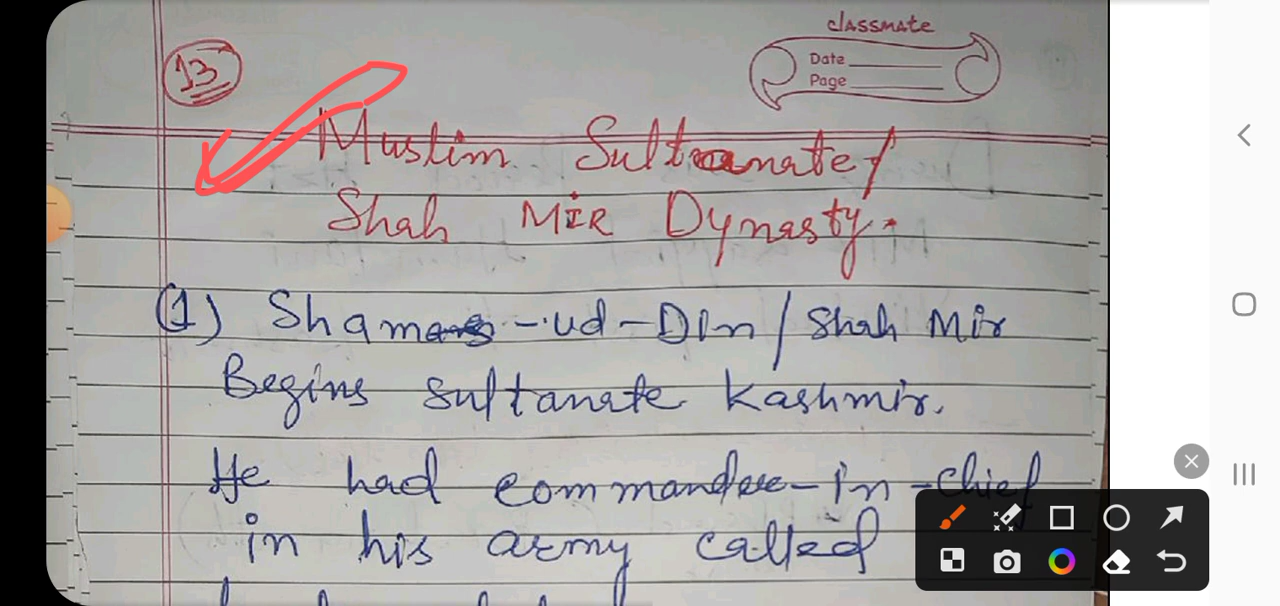 classmate
Date
Page
13
Muslim Sultanate/
Shah MIR Dynasty.
(1) Shams-ud-Din/Shah Mir
Begins Sultanate Kashmir.
He had commander-in-chief
in his army called